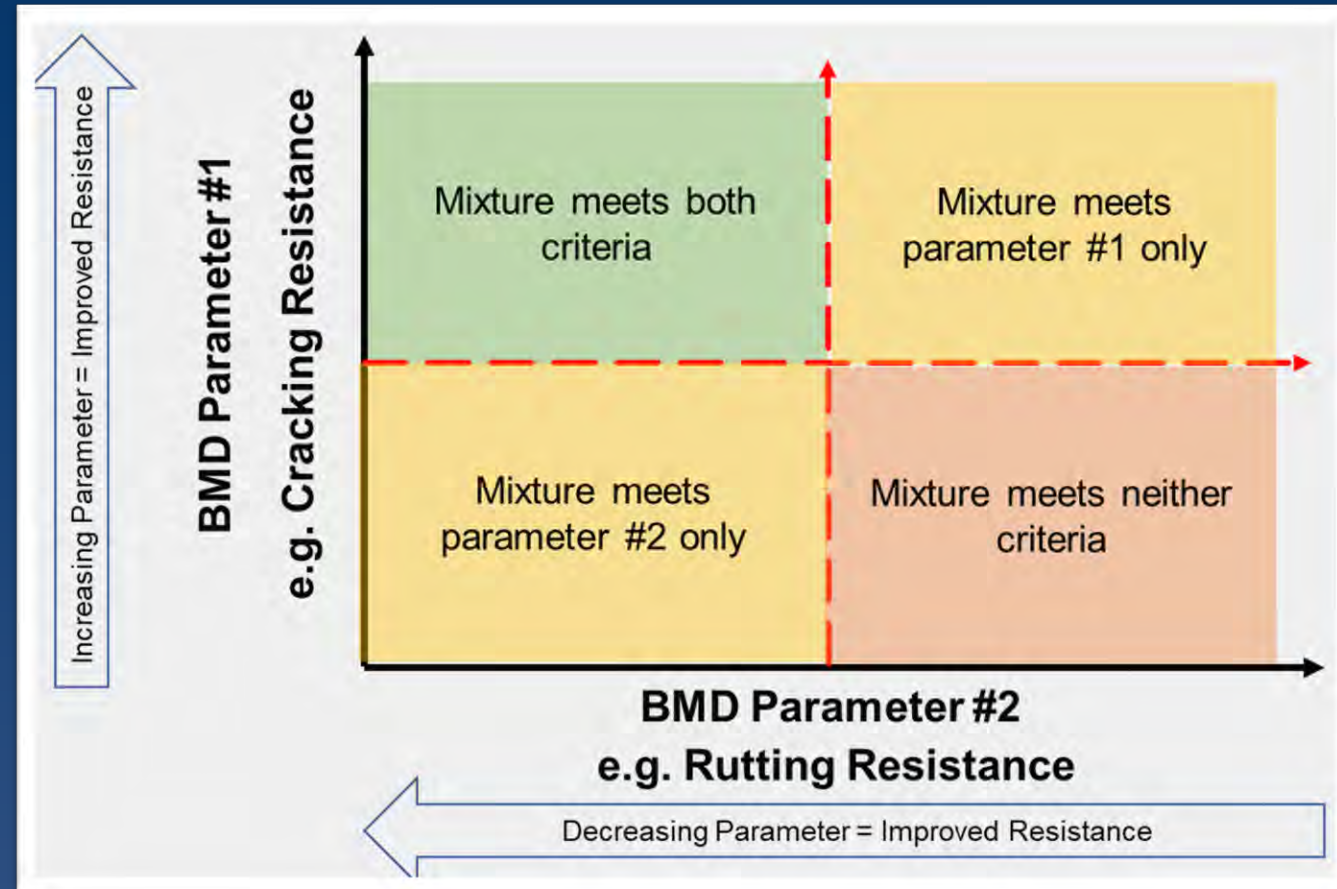 Increasing Parameter = Improved Resistance
BMD Parameter #1
e.g. Cracking Resistance
Mixture meets both
criteria
Mixture meets
parameter #1 only
Mixture meets
parameter #2 only
Mixture meets neither
criteria
BMD Parameter #2
e.g. Rutting Resistance
Decreasing Parameter = Improved Resistance